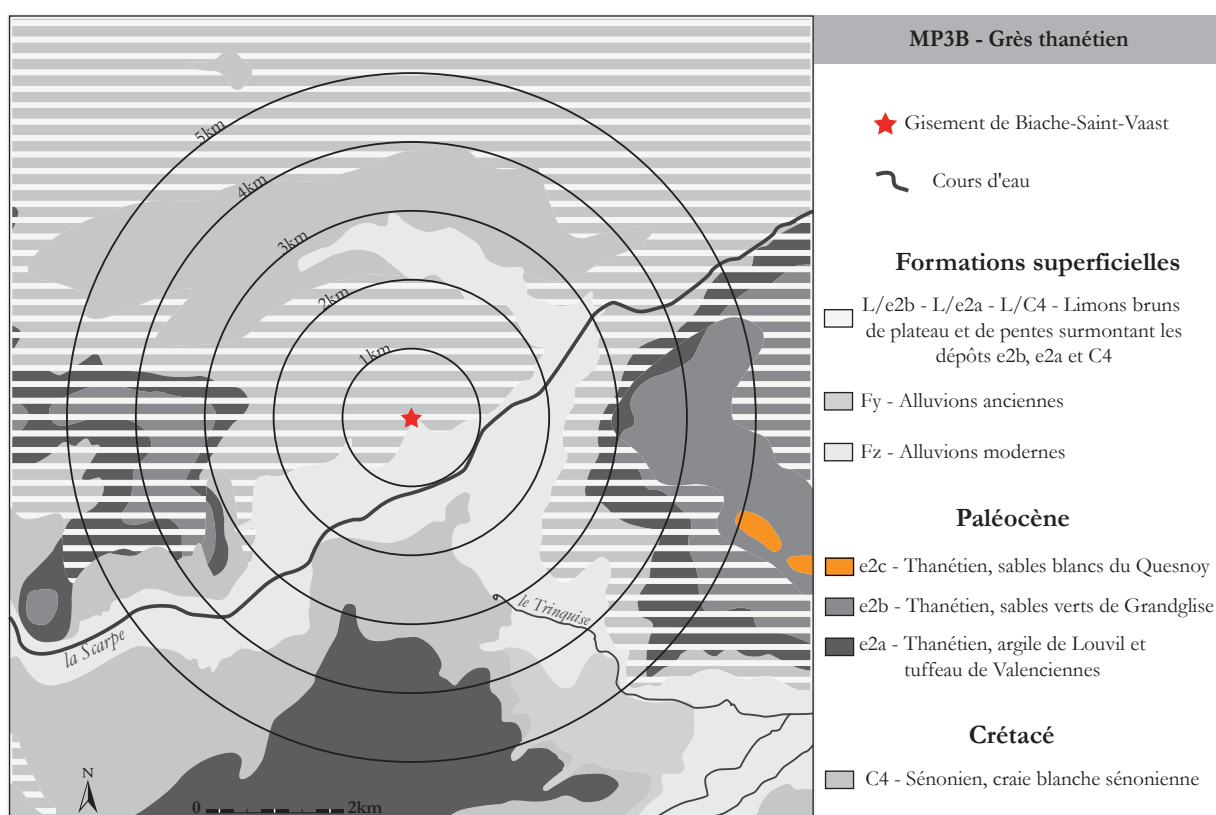 5km
4km
3km
2km
1km
la Scarpe
le Trinquise
N
0 2km
MP3B - Grès thanétien
Gisement de Biache-Saint-Vaast
Cours d'eau
Formations superficielles
L/e2b - L/e2a - L/C4 - Limons bruns
de plateau et de pentes surmontant les
dépôts e2b, e2a et C4
Fy - Alluvions anciennes
Fz - Alluvions modernes
Paléocène
e2c - Thanétien, sables blancs du Quesnoy
e2b - Thanétien, sables verts de Grandglise
e2a - Thanétien, argile de Louvil et
tuffeau de Valenciennes
Crétacé
C4 - Sénonien, craie blanche sénonienne